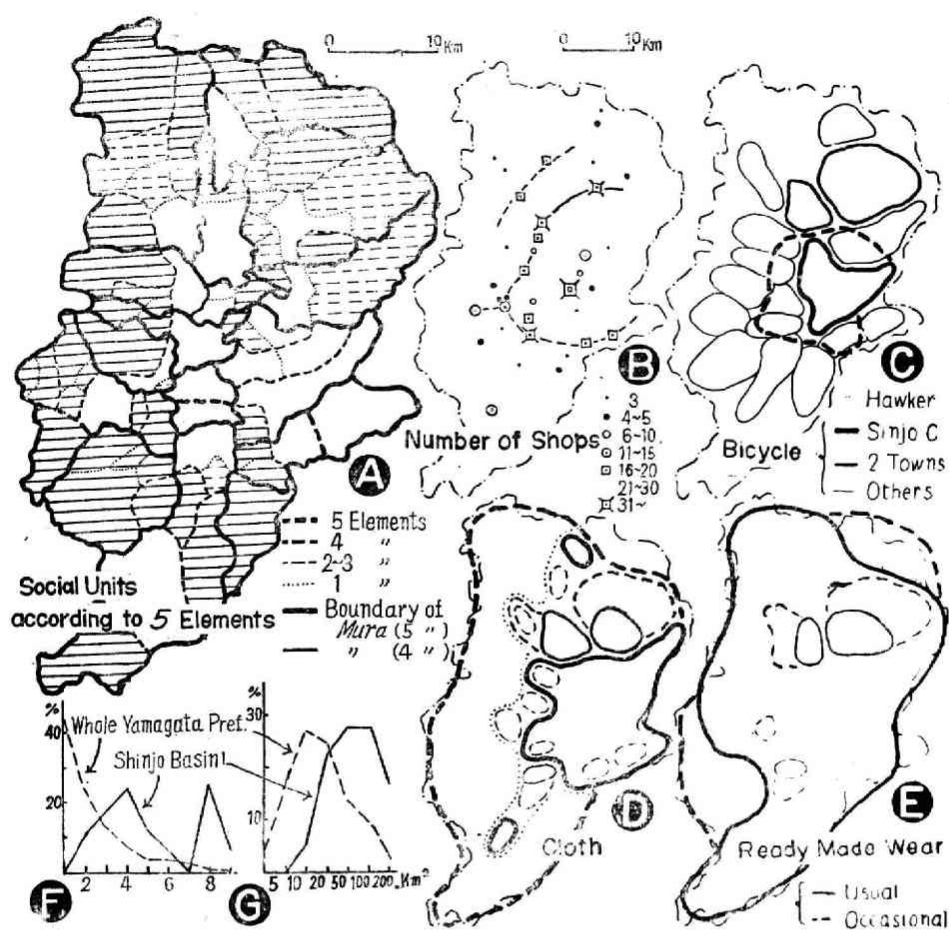 0 10 Km
0 10 Km
A
B
C
Number of Shops
3
4~5
6~10
11~15
16~20
21~30
31~
Bicycle
Hawker
Sinjo C
2 Towns
Others
5 Elements
4 〃
2~3 〃
1 〃
Boundary of
Mura (5 〃)
〃 (4 〃)
Social Units
according to 5 Elements
%
40
20
2 4 6 8
F
Whole Yamagata Pref.
Shinjo Basin
%
30
10
5 10 20 50 100 200 Km²
G
D
Cloth
E
Ready Made Wear
Usual
Occasional